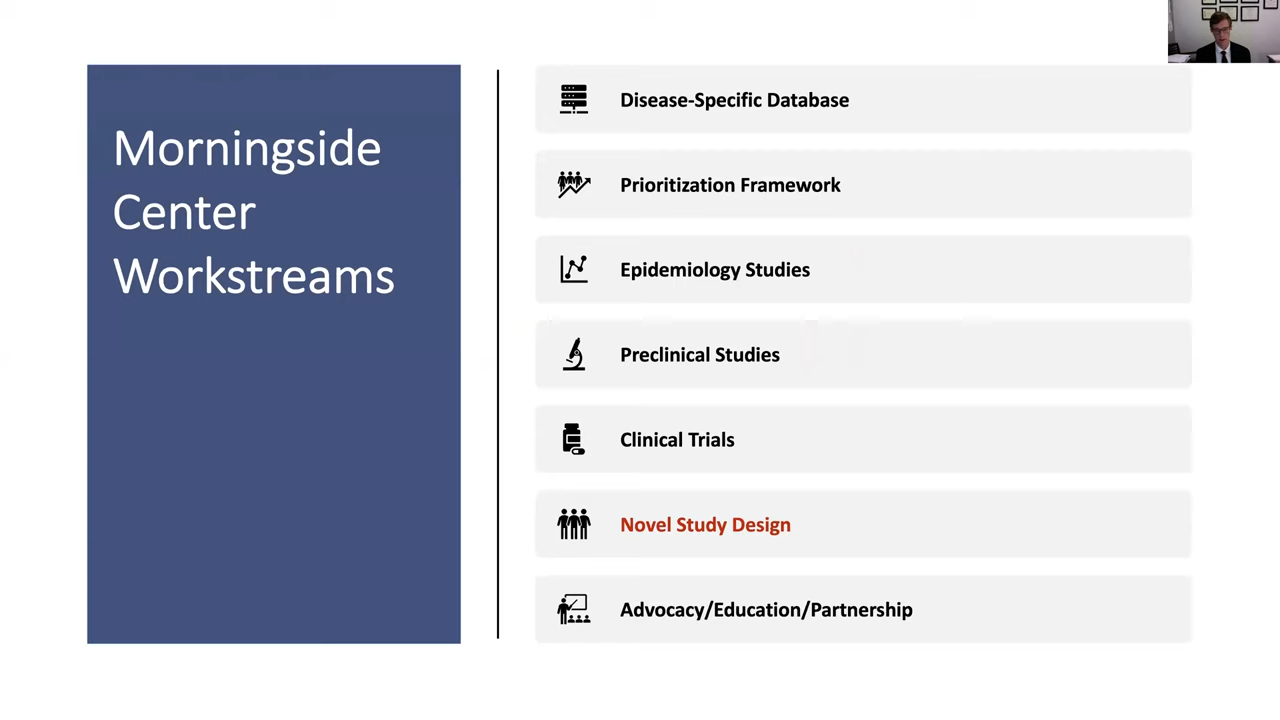 Morningside
Center
Workstreams
Disease-Specific Database
Prioritization Framework
Epidemiology Studies
Preclinical Studies
Clinical Trials
Novel Study Design
Advocacy/Education/Partnership